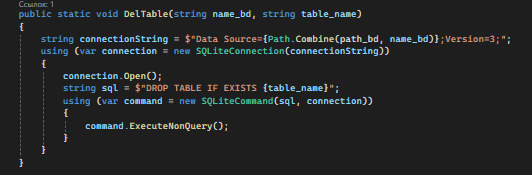 Ссылок: 1
public static void DelTable(string name_bd, string table_name)
{
string connectionString = $"Data Source={Path.Combine(path_bd, name_bd)};Version=3;";
using (var connection = new SQLiteConnection(connectionString))
{
connection.Open();
string sql = $"DROP TABLE IF EXISTS {table_name}";
using (var command = new SQLiteCommand(sql, connection))
{
command.ExecuteNonQuery();
}
}
}